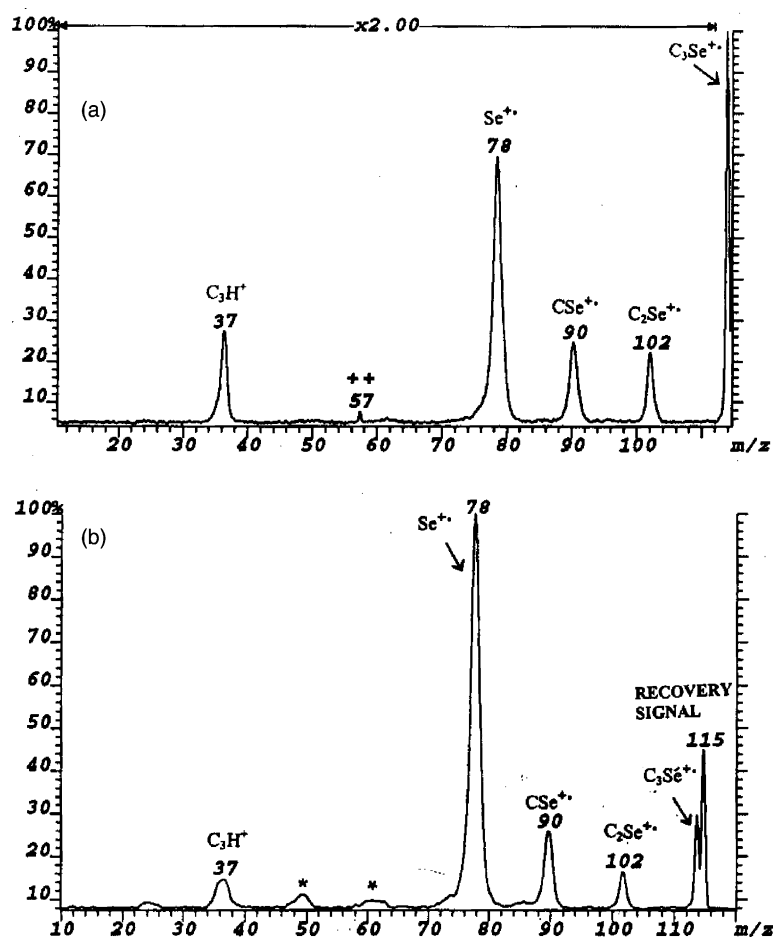 100% x2.00
C₃Se⁺·
90
(a)
80
Se⁺·
78
70
60
50
40
C₃H⁺
37
CSe⁺·
90
C₂Se⁺·
102
30
20
++
57
10
20 30 40 50 60 70 80 90 100 m/z
100%
(b)
Se⁺·
78
90
80
70
60
RECOVERY
SIGNAL
115
50
40
C₃Se⁺·
30
CSe⁺·
90
C₂Se⁺·
102
C₃H⁺
37
20
* *
10
10 20 30 40 50 60 70 80 90 100 110 m/z